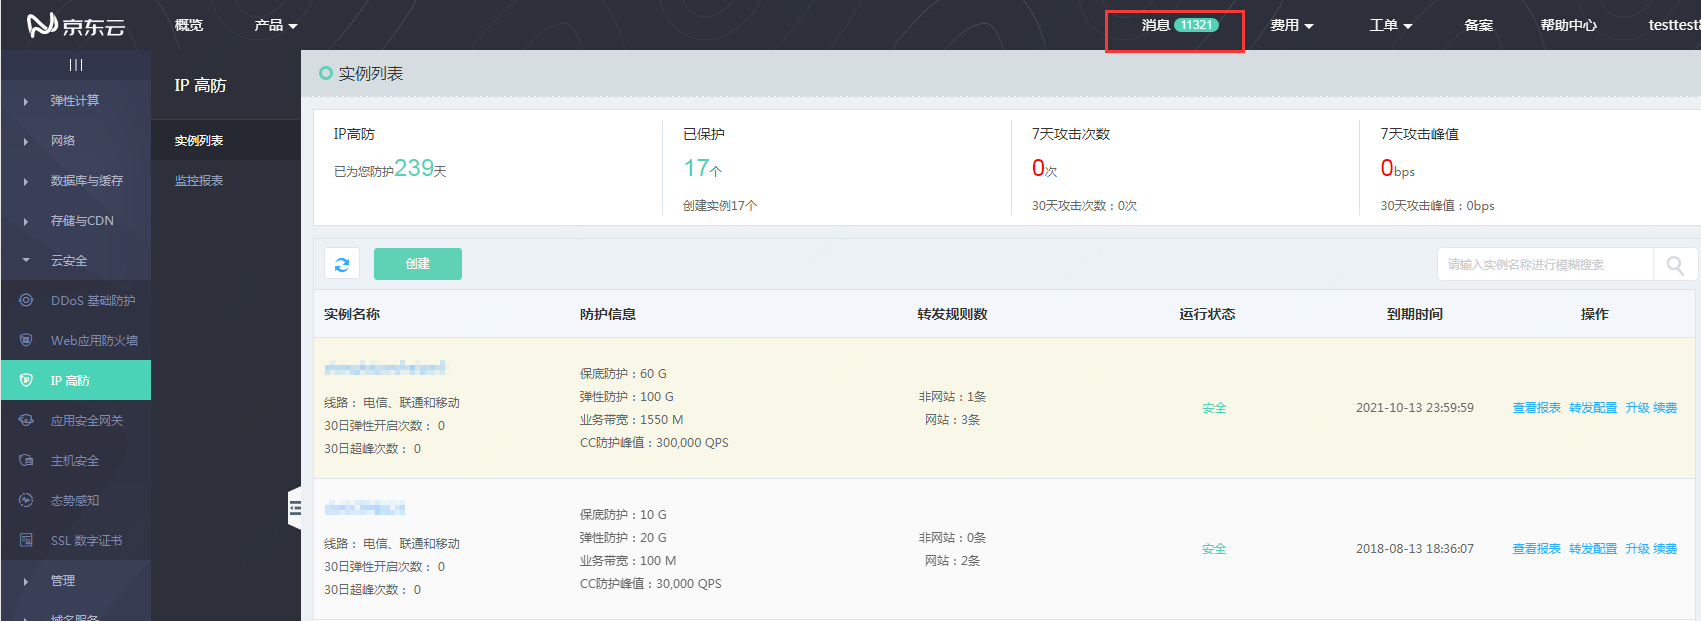 京东云
概览
产品
消息 11321
费用
工单
备案
帮助中心
testtest8
弹性计算
网络
数据库与缓存
存储与CDN
云安全
DDoS 基础防护
Web应用防火墙
IP 高防
应用安全网关
主机安全
态势感知
SSL 数字证书
管理
域名服务
IP 高防
实例列表
监控报表
实例列表
IP高防
已为您防护239天
已保护
17个
创建实例17个
7天攻击次数
0次
30天攻击次数：0次
7天攻击峰值
0bps
30天攻击峰值：0bps
创建
请输入实例名称进行模糊搜索
实例名称
防护信息
转发规则数
运行状态
到期时间
操作
线路： 电信、联通和移动
30日弹性开启次数： 0
30日超峰次数： 0
保底防护：60 G
弹性防护：100 G
业务带宽：1550 M
CC防护峰值：300,000 QPS
非网站：1条
网站：3条
安全
2021-10-13 23:59:59
查看报表 转发配置 升级 续费
线路： 电信、联通和移动
30日弹性开启次数： 0
30日超峰次数： 0
保底防护：10 G
弹性防护：20 G
业务带宽：100 M
CC防护峰值：30,000 QPS
非网站：0条
网站：2条
安全
2018-08-13 18:36:07
查看报表 转发配置 升级 续费